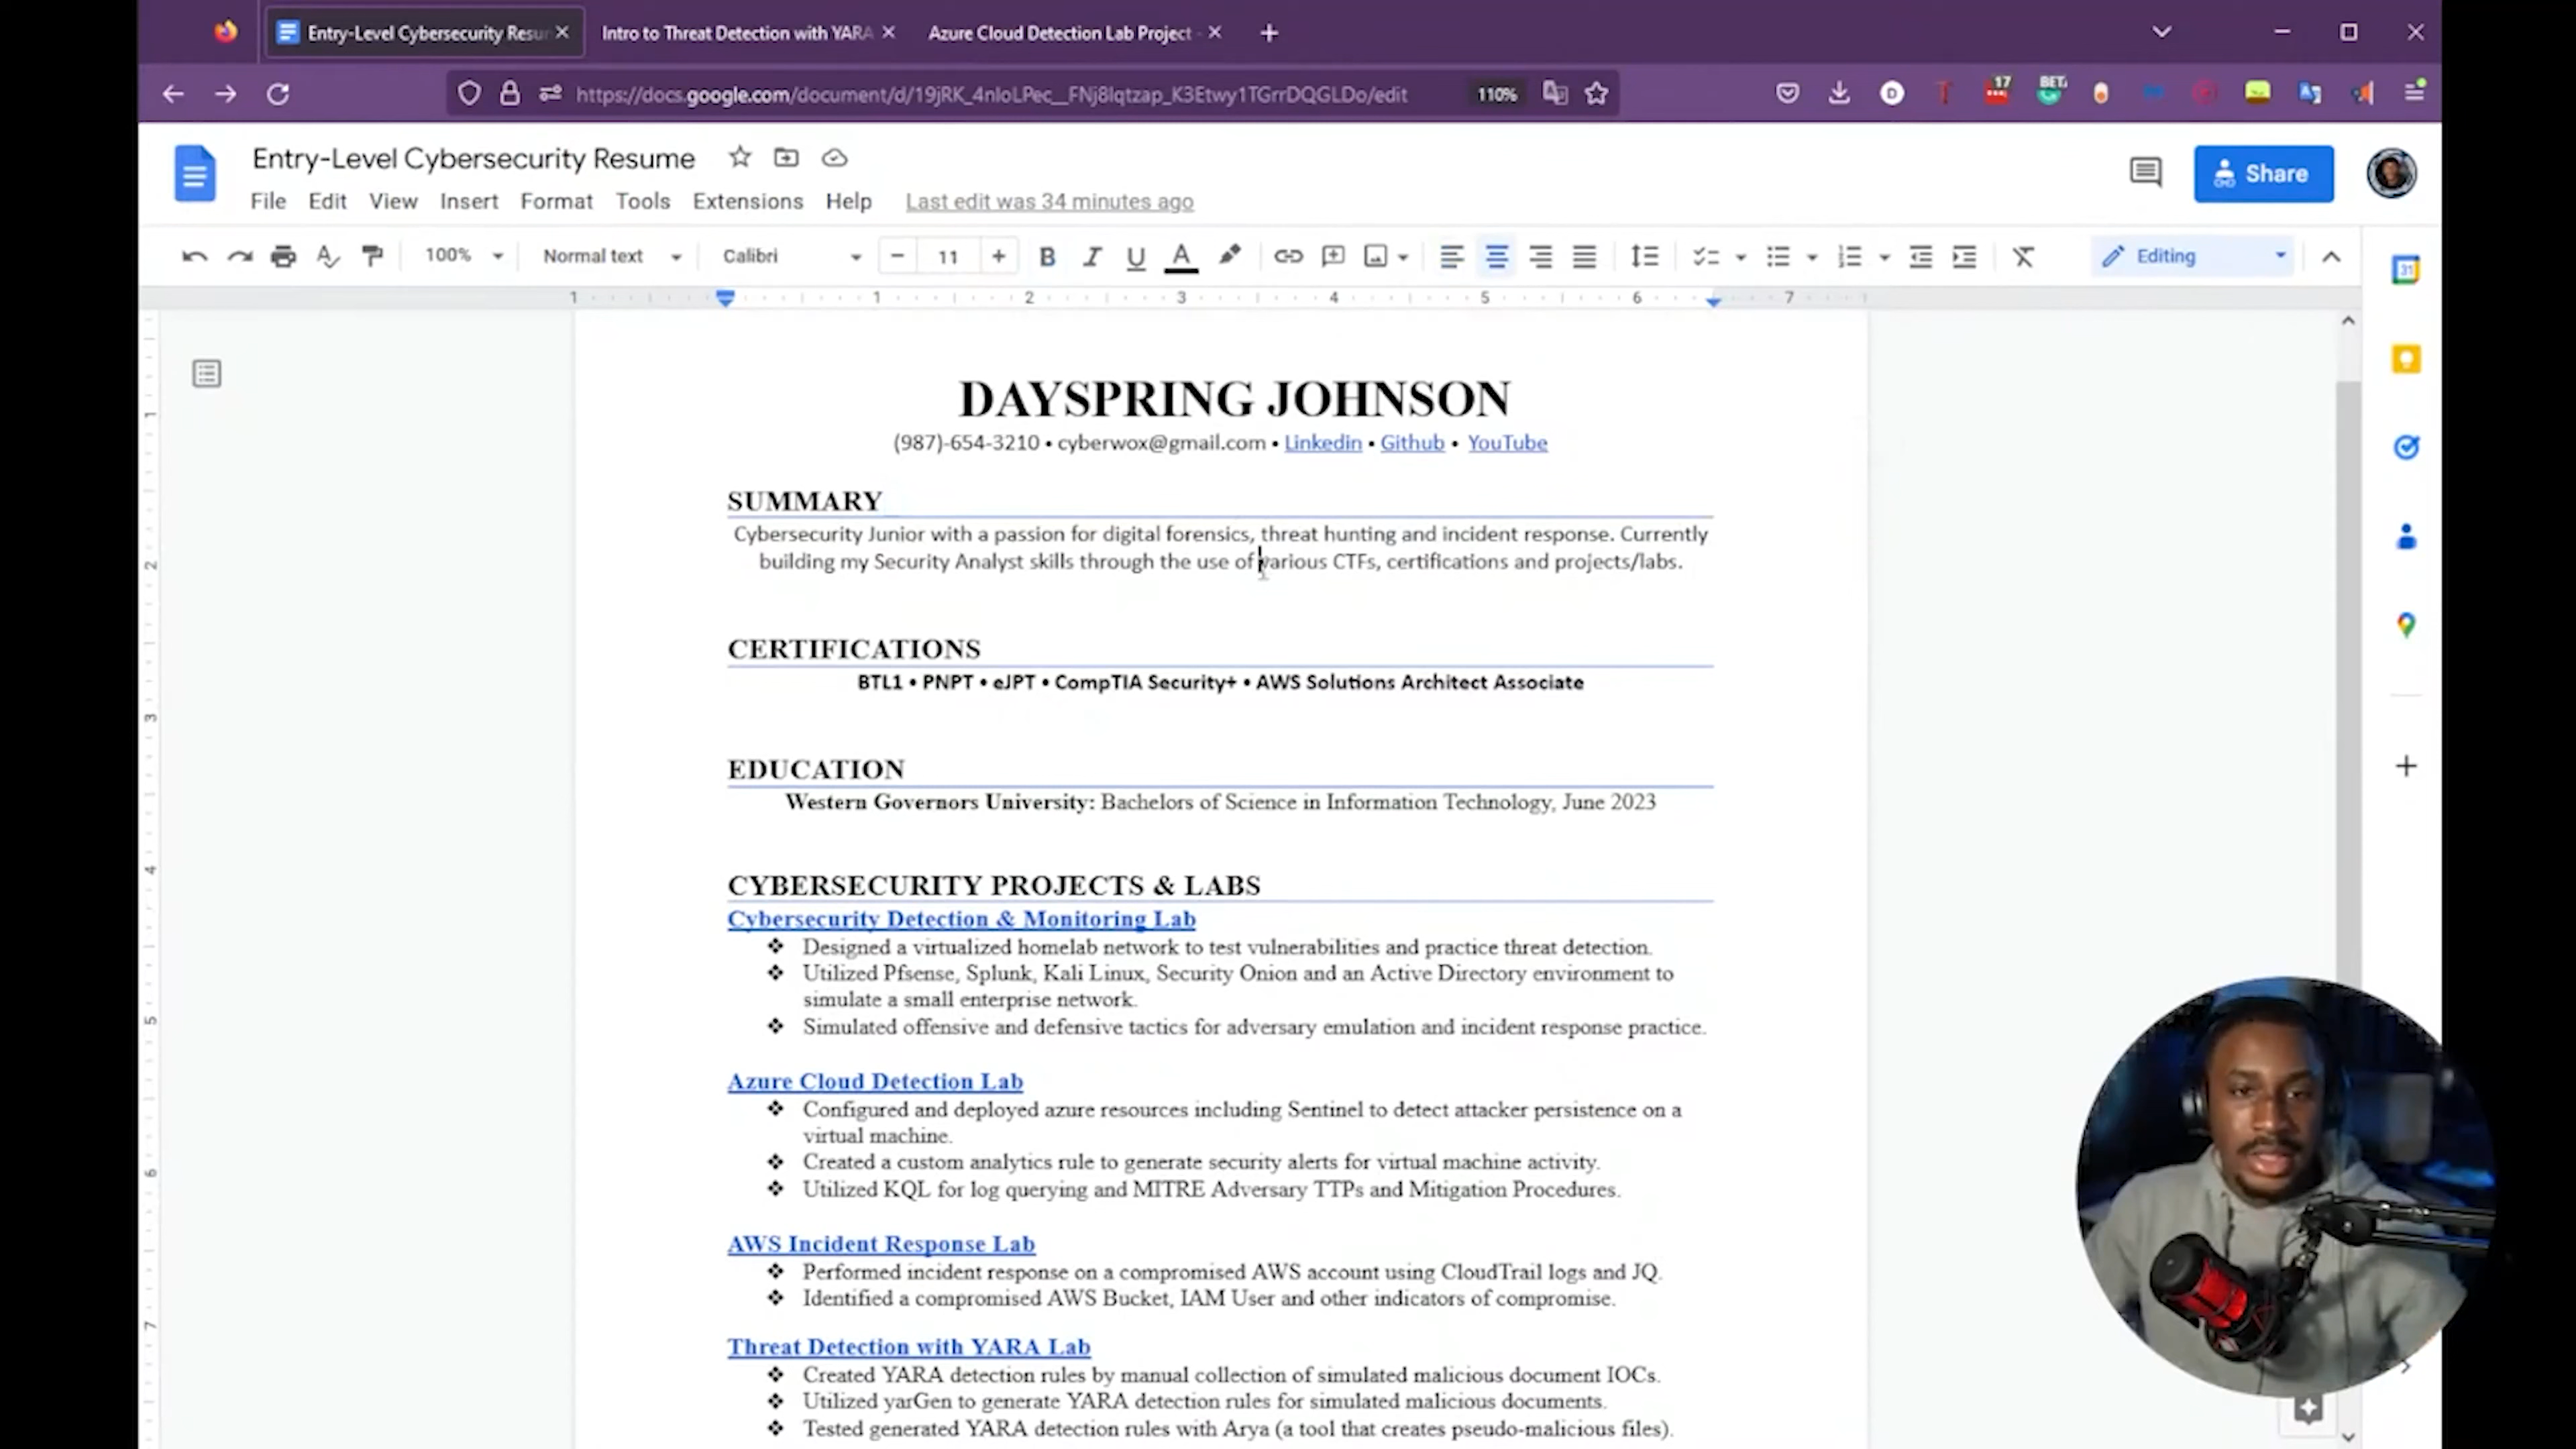 Entry-Level Cybersecurity Resu
Intro to Threat Detection with YARA
Azure Cloud Detection Lab Project
https://docs.google.com/document/d/19jRK_4nIoLPec__FNj8lqtzap_K3Etwy1TGrrDQGLDo/edit
110%
17
BET
Entry-Level Cybersecurity Resume
Share
File Edit View Insert Format Tools Extensions Help Last edit was 34 minutes ago
100% Normal text Calibri 11 Editing
1 1 2 3 4 5 6 7
DAYSPRING JOHNSON
(987)-654-3210 • cyberwox@gmail.com • Linkedin • Github • YouTube
SUMMARY
Cybersecurity Junior with a passion for digital forensics, threat hunting and incident response. Currently
building my Security Analyst skills through the use of various CTFs, certifications and projects/labs.
CERTIFICATIONS
BTL1 • PNPT • eJPT • CompTIA Security+ • AWS Solutions Architect Associate
EDUCATION
Western Governors University: Bachelors of Science in Information Technology, June 2023
CYBERSECURITY PROJECTS & LABS
Cybersecurity Detection & Monitoring Lab
❖ Designed a virtualized homelab network to test vulnerabilities and practice threat detection.
❖ Utilized Pfsense, Splunk, Kali Linux, Security Onion and an Active Directory environment to
simulate a small enterprise network.
❖ Simulated offensive and defensive tactics for adversary emulation and incident response practice.
Azure Cloud Detection Lab
❖ Configured and deployed azure resources including Sentinel to detect attacker persistence on a
virtual machine.
❖ Created a custom analytics rule to generate security alerts for virtual machine activity.
❖ Utilized KQL for log querying and MITRE Adversary TTPs and Mitigation Procedures.
AWS Incident Response Lab
❖ Performed incident response on a compromised AWS account using CloudTrail logs and JQ.
❖ Identified a compromised AWS Bucket, IAM User and other indicators of compromise.
Threat Detection with YARA Lab
❖ Created YARA detection rules by manual collection of simulated malicious document IOCs.
❖ Utilized yarGen to generate YARA detection rules for simulated malicious documents.
❖ Tested generated YARA detection rules with Arya (a tool that creates pseudo-malicious files).